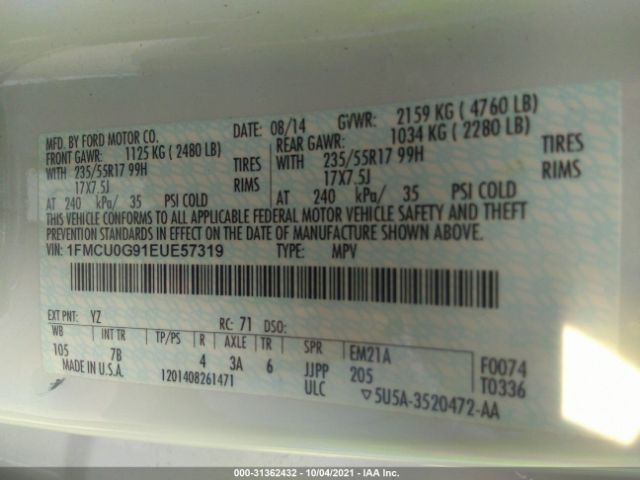 MFD. BY FORD MOTOR CO.
DATE: 08/14 GVWR: 2159 KG ( 4760 LB)
FRONT GAWR: 1125 KG ( 2480 LB) REAR GAWR: 1034 KG ( 2280 LB)
WITH 235/55R17 99H TIRES WITH 235/55R17 99H TIRES
17X7.5J RIMS 17X7.5J RIMS
AT 240 kPa/ 35 PSI COLD AT 240 kPa/ 35 PSI COLD
THIS VEHICLE CONFORMS TO ALL APPLICABLE FEDERAL MOTOR VEHICLE SAFETY AND THEFT
PREVENTION STANDARDS IN EFFECT ON THE DATE OF MANUFACTURE SHOWN ABOVE.
VIN: 1FMCU0G91EUE57319 TYPE: MPV
EXT PNT: YZ RC: 71 DSO:
WB INT TR TP/PS R AXLE TR SPR EM21A
105 7B 4 3A 6 JJPP 205 F0074
MADE IN U.S.A. 1201408261471 ULC ▽5U5A-3520472-AA T0336
000-31362432 - 10/04/2021 - IAA Inc.